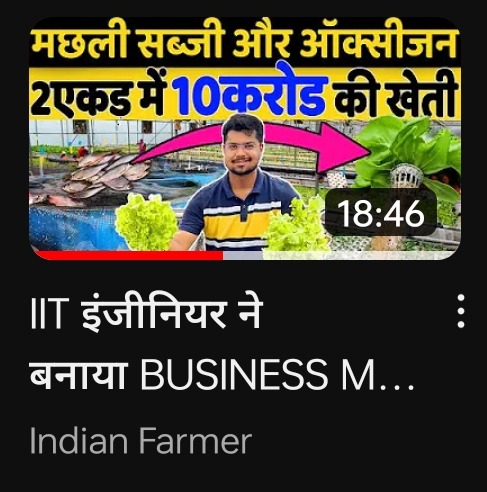 मछली सब्जी और ऑक्सीजन
2एकड में 10करोड की खेती
18:46
IIT इंजीनियर ने
बनाया BUSINESS M...
Indian Farmer